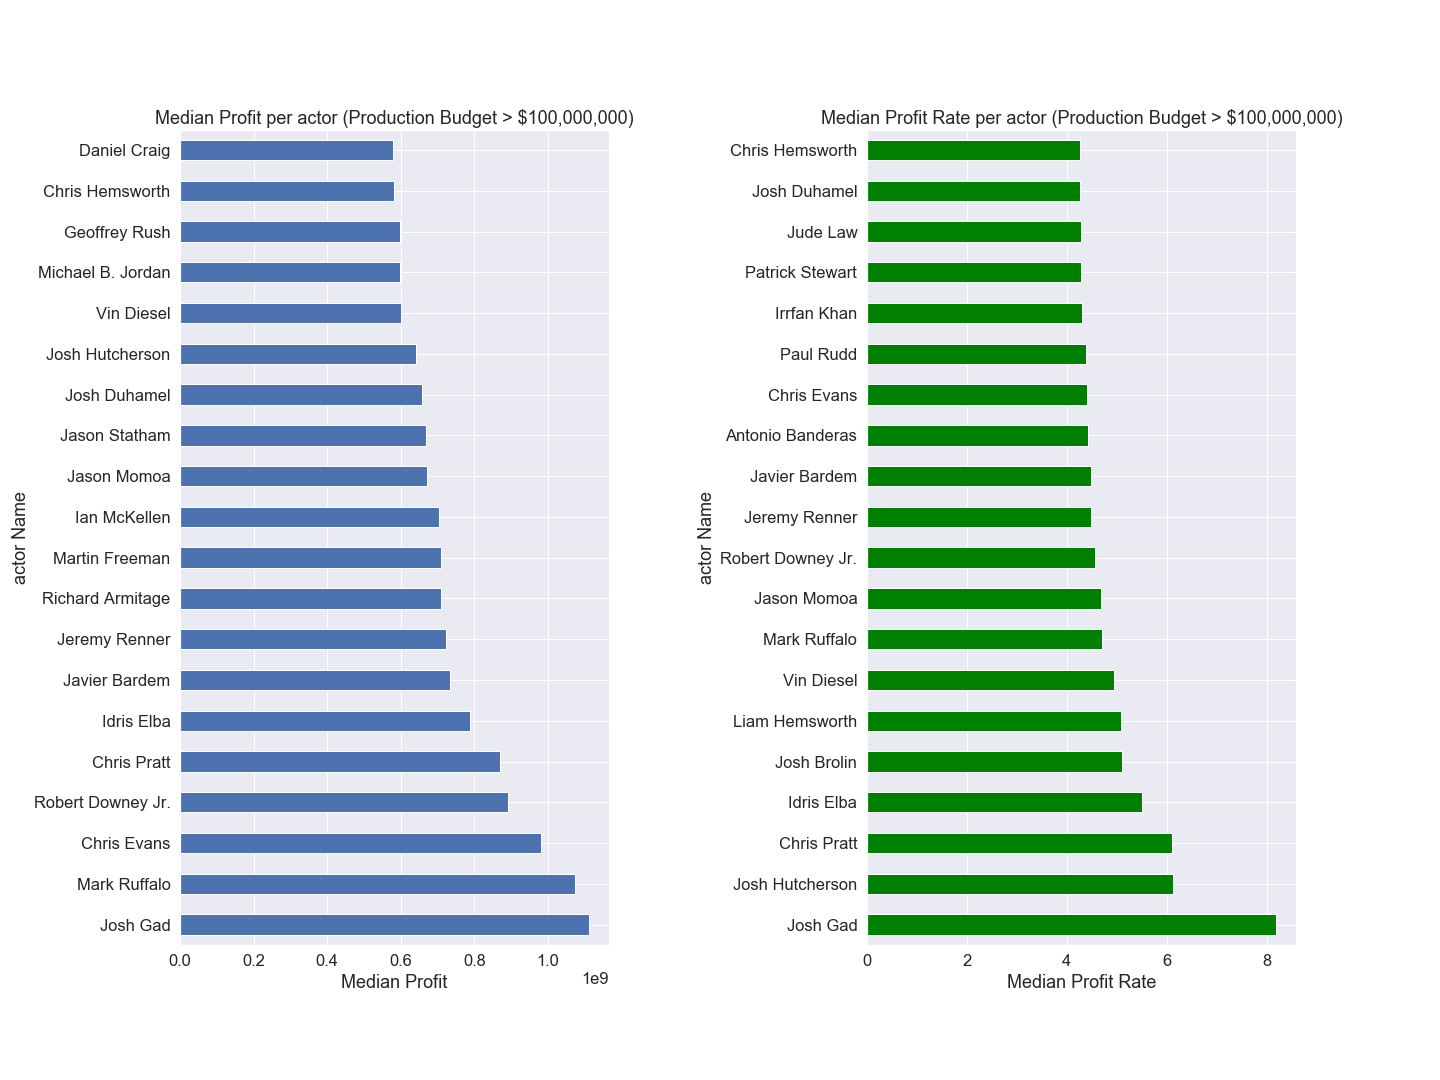 Median Profit per actor (Production Budget > $100,000,000)
Daniel Craig
Chris Hemsworth
Geoffrey Rush
Michael B. Jordan
Vin Diesel
Josh Hutcherson
Josh Duhamel
Jason Statham
Jason Momoa
Ian McKellen
Martin Freeman
Richard Armitage
Jeremy Renner
Javier Bardem
Idris Elba
Chris Pratt
Robert Downey Jr.
Chris Evans
Mark Ruffalo
Josh Gad
actor Name
0.0 0.2 0.4 0.6 0.8 1.0
1e9
Median Profit
Median Profit Rate per actor (Production Budget > $100,000,000)
Chris Hemsworth
Josh Duhamel
Jude Law
Patrick Stewart
Irrfan Khan
Paul Rudd
Chris Evans
Antonio Banderas
Javier Bardem
Jeremy Renner
Robert Downey Jr.
Jason Momoa
Mark Ruffalo
Vin Diesel
Liam Hemsworth
Josh Brolin
Idris Elba
Chris Pratt
Josh Hutcherson
Josh Gad
actor Name
0 2 4 6 8
Median Profit Rate